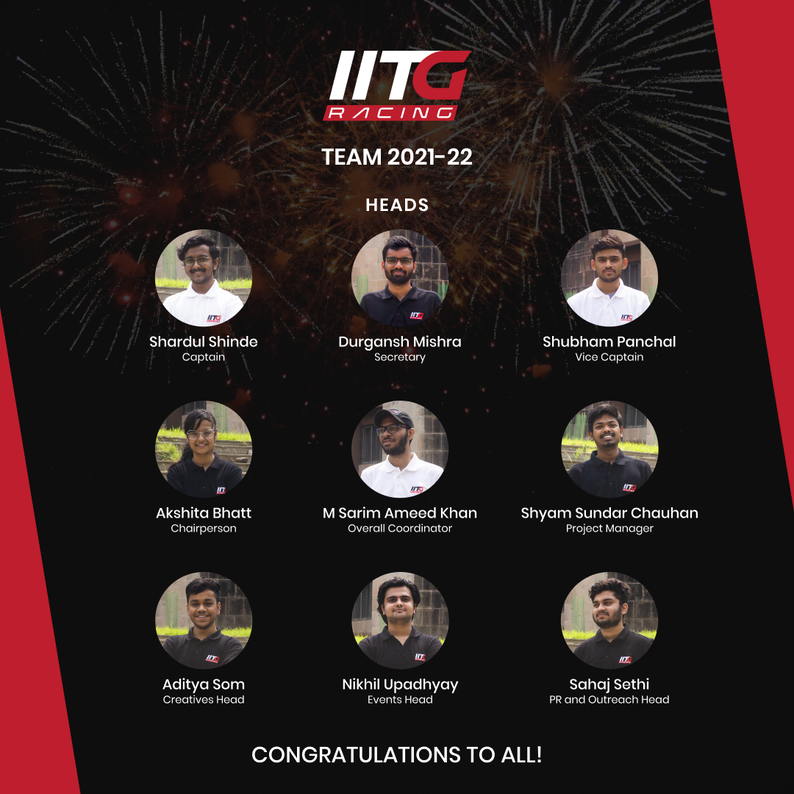 IITG
RACING
TEAM 2021-22
HEADS
Shardul Shinde
Captain
Durgansh Mishra
Secretary
Shubham Panchal
Vice Captain
Akshita Bhatt
Chairperson
M Sarim Ameed Khan
Overall Coordinator
Shyam Sundar Chauhan
Project Manager
Aditya Som
Creatives Head
Nikhil Upadhyay
Events Head
Sahaj Sethi
PR and Outreach Head
CONGRATULATIONS TO ALL!